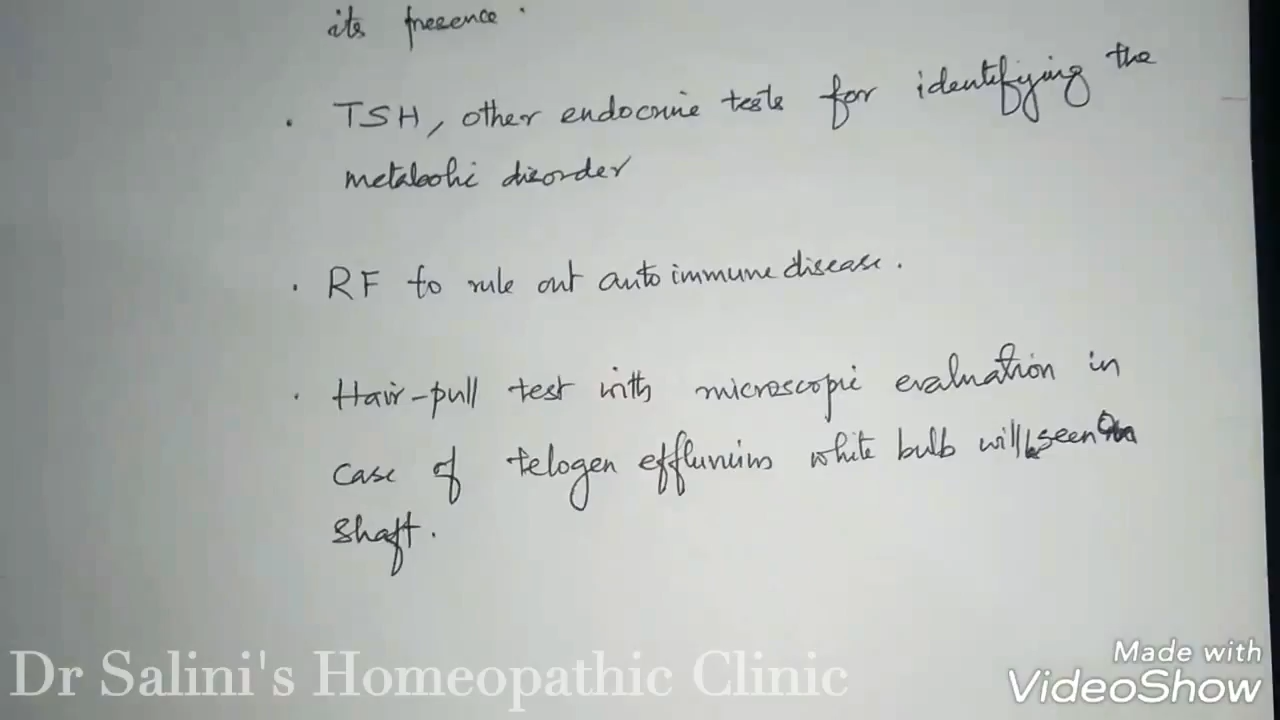 its presence.
. TSH, other endocrine tests for identifying the
metabolic disorder
. RF to rule out auto immune disease.
. Hair-pull test with microscopic evaluation in
case of telogen effluvium white bulb will seen
shaft.
Dr Salini's Homeopathic Clinic
Made with
VideoShow